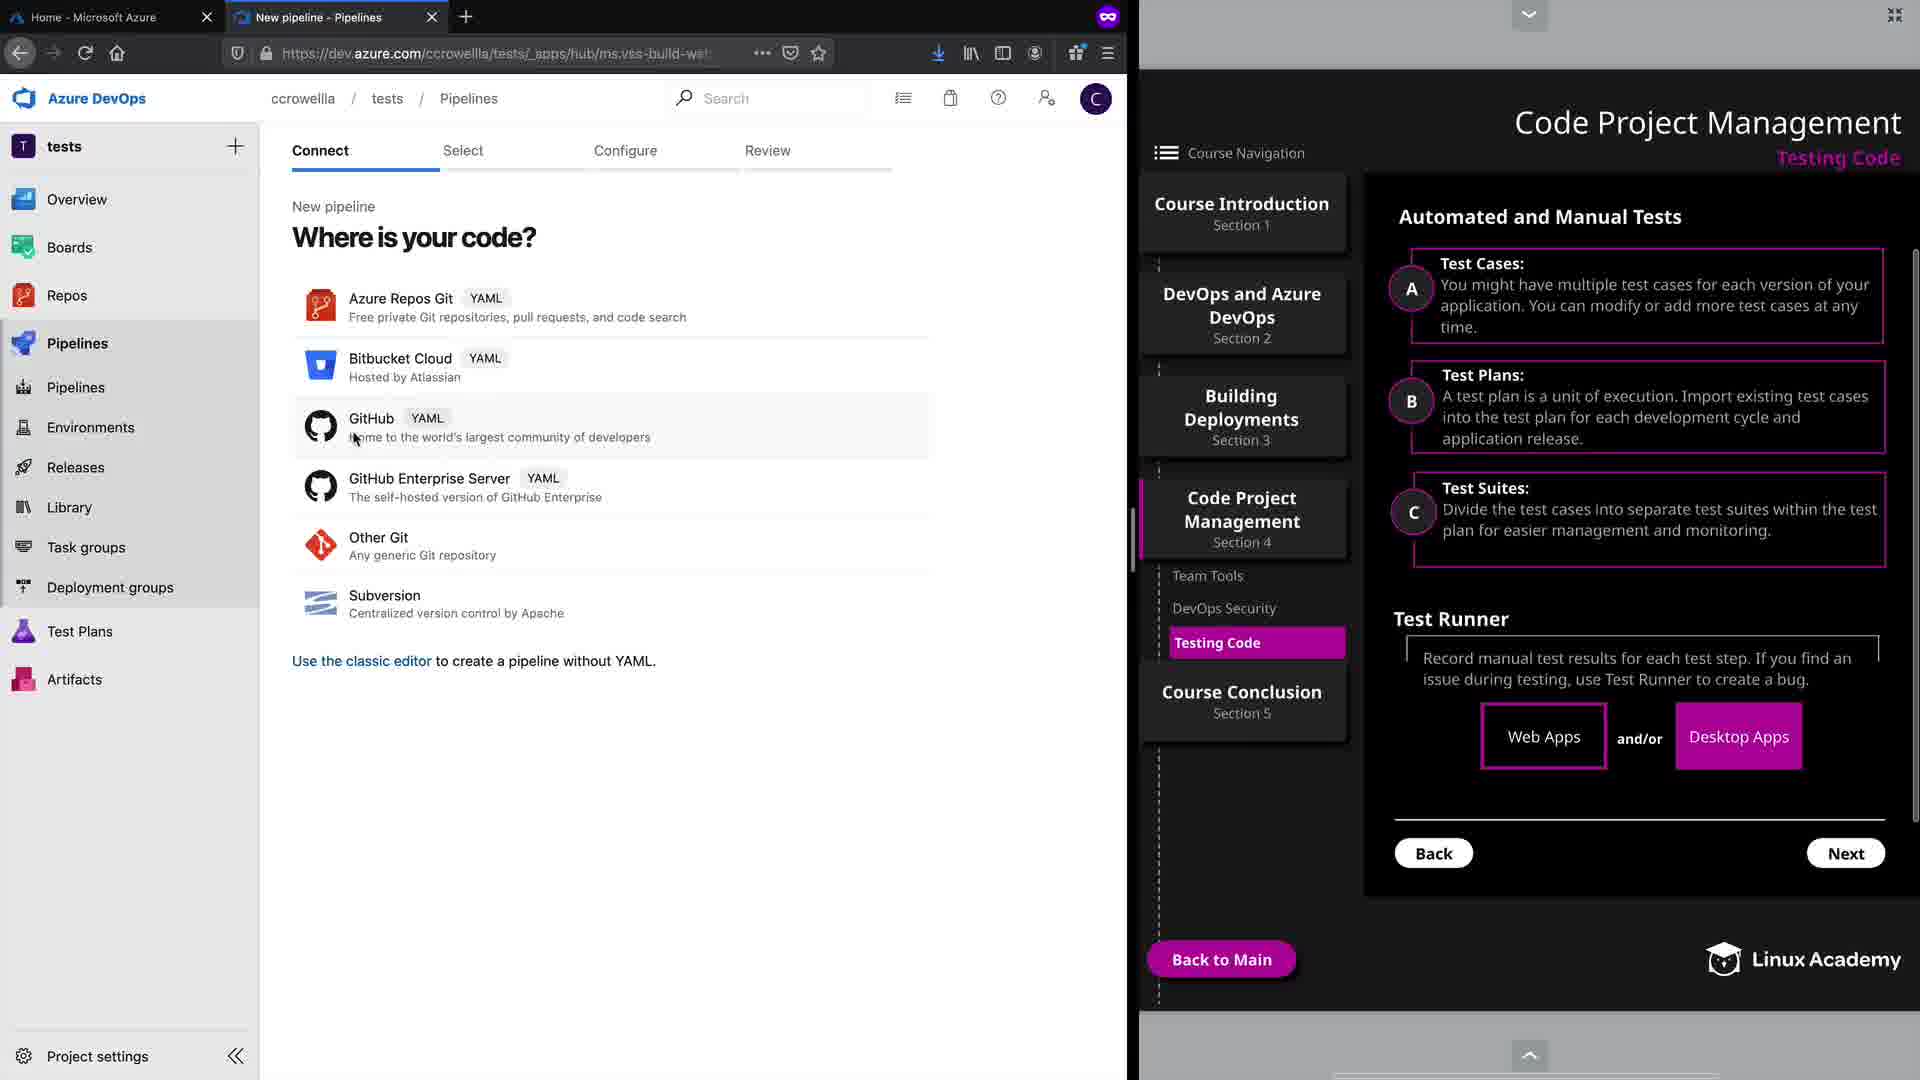 Home - Microsoft Azure
New pipeline - Pipelines
https://dev.azure.com/ccrowellla/tests/_apps/hub/ms.vss-build-we
Azure DevOps
ccrowellla / tests / Pipelines
Search
C
T
tests
Overview
Boards
Repos
Pipelines
Pipelines
Environments
Releases
Library
Task groups
Deployment groups
Test Plans
Artifacts
Project settings
Connect
Select
Configure
Review
New pipeline
Where is your code?
Azure Repos Git YAML
Free private Git repositories, pull requests, and code search
Bitbucket Cloud YAML
Hosted by Atlassian
GitHub YAML
Home to the world's largest community of developers
GitHub Enterprise Server YAML
The self-hosted version of GitHub Enterprise
Other Git
Any generic Git repository
Subversion
Centralized version control by Apache
Use the classic editor to create a pipeline without YAML.
Code Project Management
Testing Code
Course Navigation
Course Introduction
Section 1
DevOps and Azure
DevOps
Section 2
Building
Deployments
Section 3
Code Project
Management
Section 4
Team Tools
DevOps Security
Testing Code
Course Conclusion
Section 5
Back to Main
Automated and Manual Tests
A
Test Cases:
You might have multiple test cases for each version of your
application. You can modify or add more test cases at any
time.
B
Test Plans:
A test plan is a unit of execution. Import existing test cases
into the test plan for each development cycle and
application release.
C
Test Suites:
Divide the test cases into separate test suites within the test
plan for easier management and monitoring.
Test Runner
Record manual test results for each test step. If you find an
issue during testing, use Test Runner to create a bug.
Web Apps and/or Desktop Apps
Back
Next
Linux Academy